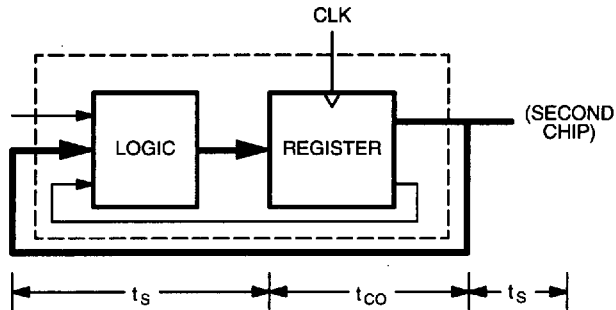 CLK
(SECOND
CHIP)
LOGIC
REGISTER
tS
tCO
tS